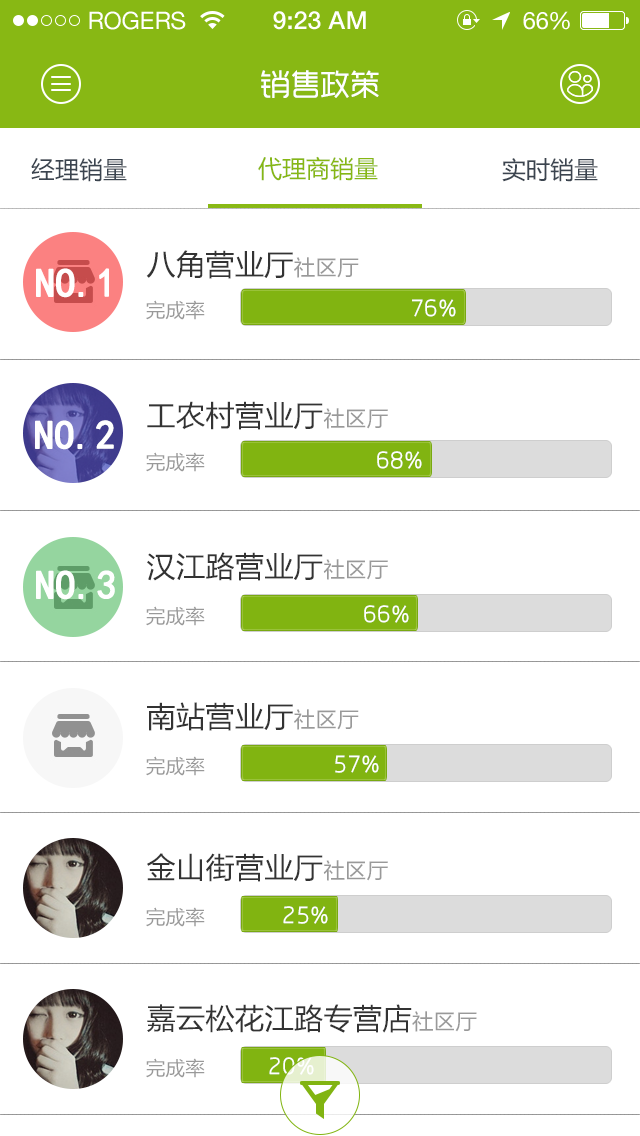 ROGERS 9:23 AM 66%
销售政策
经理销量 代理商销量 实时销量
NO.1 八角营业厅社区厅
完成率 76%
NO.2 工农村营业厅社区厅
完成率 68%
NO.3 汉江路营业厅社区厅
完成率 66%
南站营业厅社区厅
完成率 57%
金山街营业厅社区厅
完成率 25%
嘉云松花江路专营店社区厅
完成率 20%